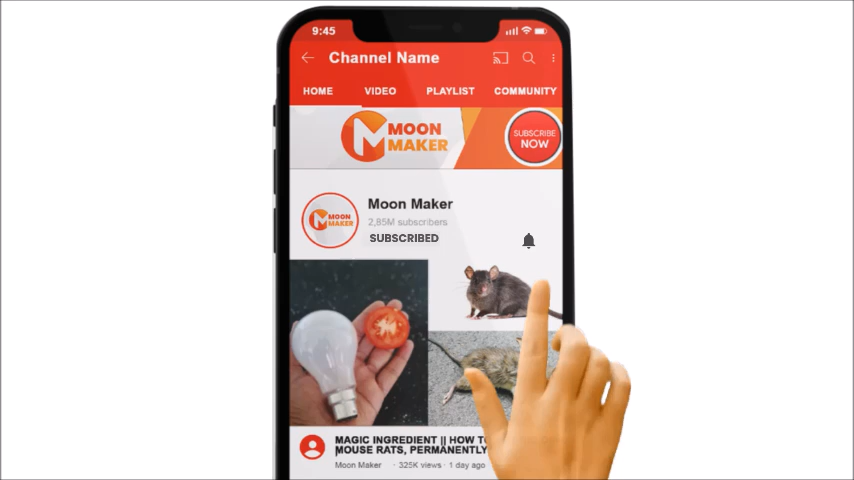 9:45
Channel Name
HOME VIDEO PLAYLIST COMMUNITY
MOON
MAKER
SUBSCRIBE
NOW
Moon Maker
2,85M subscribers
MOON
MAKER
SUBSCRIBED
MAGIC INGREDIENT || HOW
MOUSE RATS, PERMANENTLY
Moon Maker · 325K views · 1 day ago